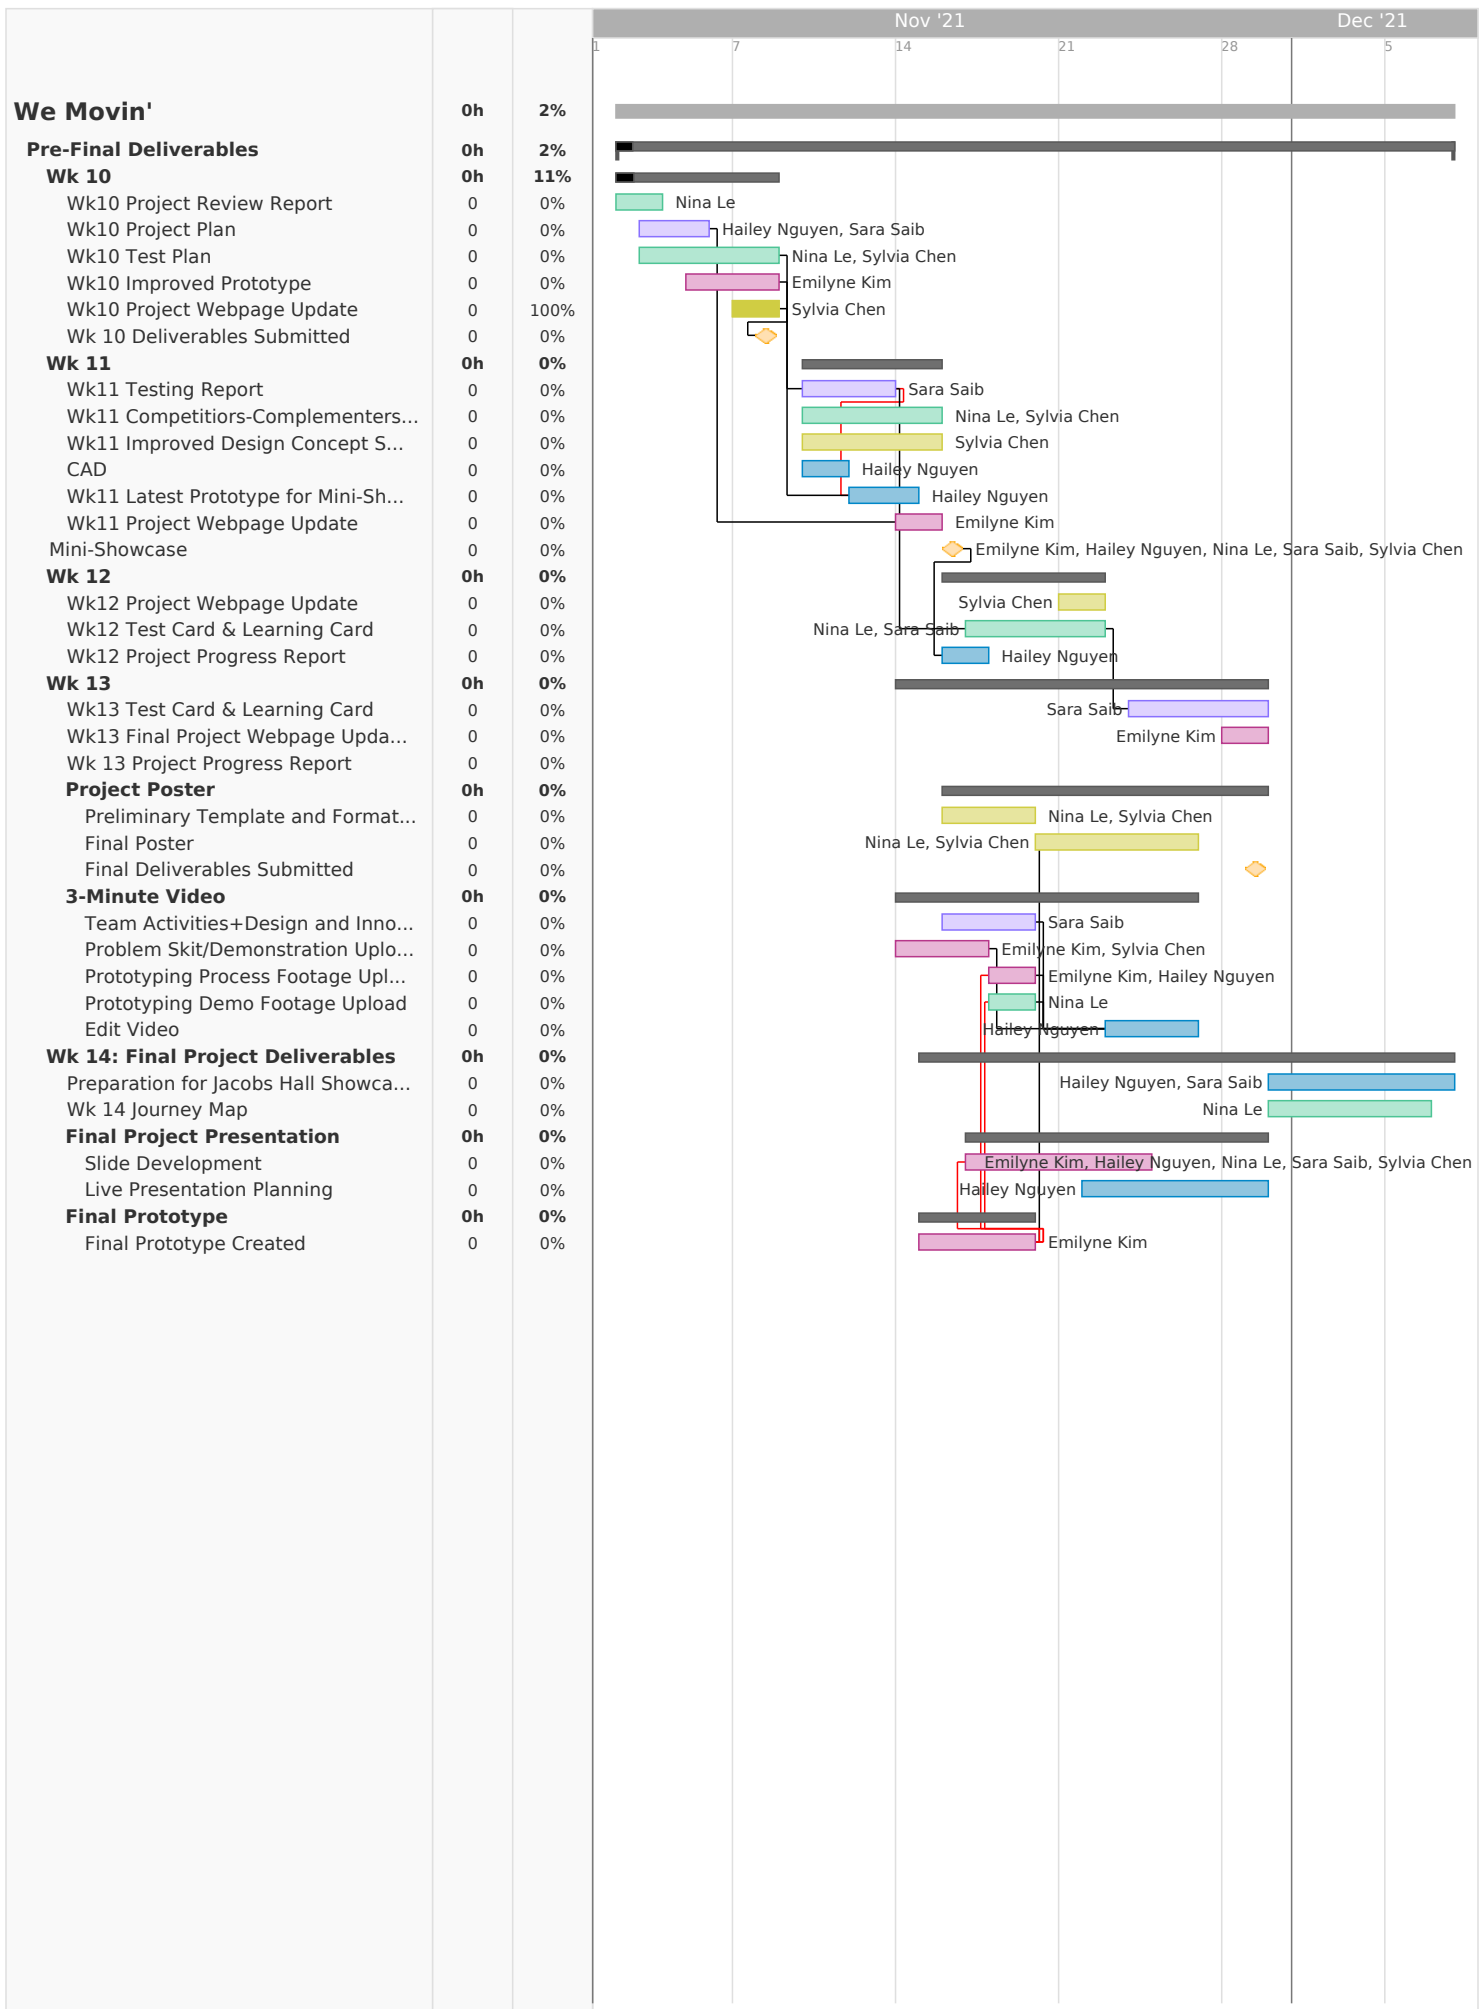 Nov '21 Dec '21
1 7 14 21 28 5
We Movin' 0h 2%
Pre-Final Deliverables 0h 2%
Wk 10 0h 11%
Wk10 Project Review Report 0 0% Nina Le
Wk10 Project Plan 0 0% Hailey Nguyen, Sara Saib
Wk10 Test Plan 0 0% Nina Le, Sylvia Chen
Wk10 Improved Prototype 0 0% Emilyne Kim
Wk10 Project Webpage Update 0 100% Sylvia Chen
Wk 10 Deliverables Submitted 0 0%
Wk 11 0h 0%
Wk11 Testing Report 0 0% Sara Saib
Wk11 Competitiors-Complementers... 0 0% Nina Le, Sylvia Chen
Wk11 Improved Design Concept S... 0 0% Sylvia Chen
CAD 0 0% Hailey Nguyen
Wk11 Latest Prototype for Mini-Sh... 0 0% Hailey Nguyen
Wk11 Project Webpage Update 0 0% Emilyne Kim
Mini-Showcase 0 0% Emilyne Kim, Hailey Nguyen, Nina Le, Sara Saib, Sylvia Chen
Wk 12 0h 0%
Wk12 Project Webpage Update 0 0% Sylvia Chen
Wk12 Test Card & Learning Card 0 0% Nina Le, Sara Saib
Wk12 Project Progress Report 0 0% Hailey Nguyen
Wk 13 0h 0%
Wk13 Test Card & Learning Card 0 0% Sara Saib
Wk13 Final Project Webpage Upda... 0 0% Emilyne Kim
Wk 13 Project Progress Report 0 0%
Project Poster 0h 0%
Preliminary Template and Format... 0 0% Nina Le, Sylvia Chen
Final Poster 0 0% Nina Le, Sylvia Chen
Final Deliverables Submitted 0 0%
3-Minute Video 0h 0%
Team Activities+Design and Inno... 0 0% Sara Saib
Problem Skit/Demonstration Uplo... 0 0% Emilyne Kim, Sylvia Chen
Prototyping Process Footage Upl... 0 0% Emilyne Kim, Hailey Nguyen
Prototyping Demo Footage Upload 0 0% Nina Le
Edit Video 0 0% Hailey Nguyen
Wk 14: Final Project Deliverables 0h 0%
Preparation for Jacobs Hall Showca... 0 0% Hailey Nguyen, Sara Saib
Wk 14 Journey Map 0 0% Nina Le
Final Project Presentation 0h 0%
Slide Development 0 0% Emilyne Kim, Hailey Nguyen, Nina Le, Sara Saib, Sylvia Chen
Live Presentation Planning 0 0% Hailey Nguyen
Final Prototype 0h 0%
Final Prototype Created 0 0% Emilyne Kim